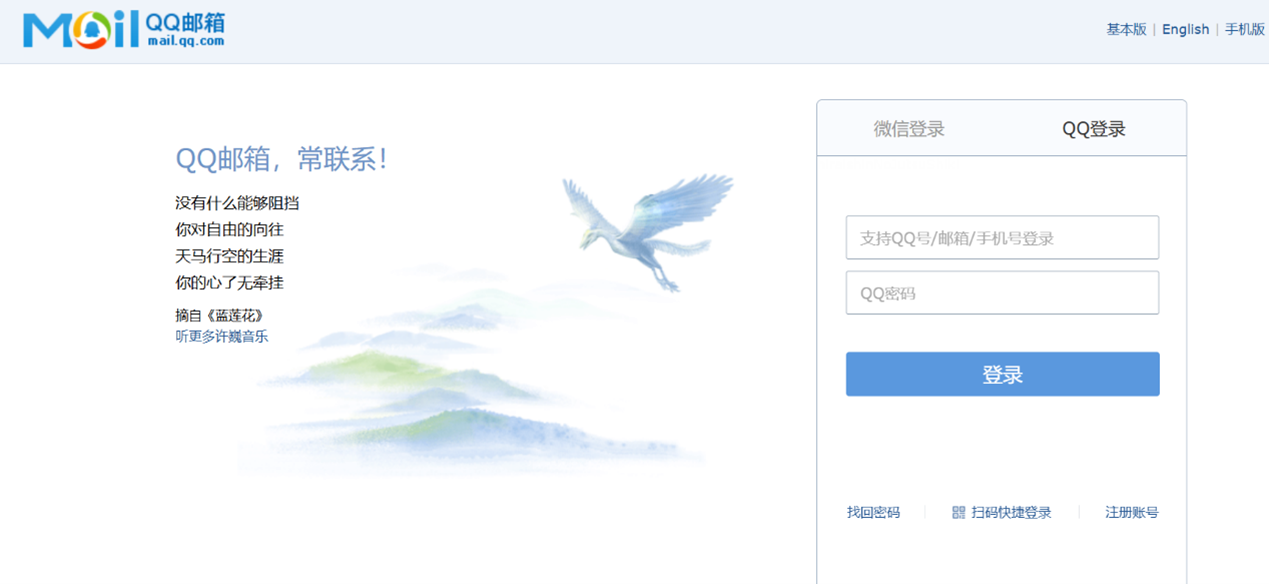 Mail QQ邮箱
mail.qq.com
基本版 | English | 手机版
QQ邮箱，常联系！
没有什么能够阻挡
你对自由的向往
天马行空的生涯
你的心了无牵挂
摘自《蓝莲花》
听更多许巍音乐
微信登录 QQ登录
支持QQ号/邮箱/手机号登录
QQ密码
登录
找回密码 扫码快捷登录 注册账号